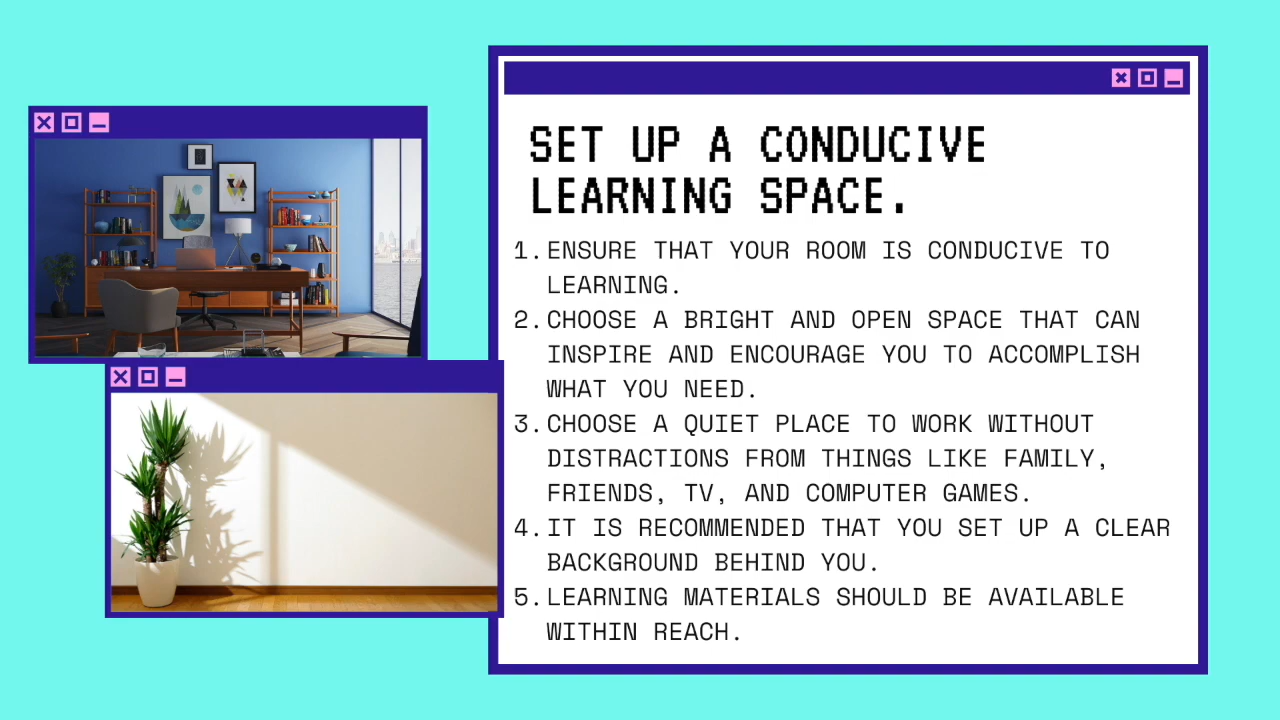 SET UP A CONDUCIVE
LEARNING SPACE.
1. ENSURE THAT YOUR ROOM IS CONDUCIVE TO
LEARNING.
2. CHOOSE A BRIGHT AND OPEN SPACE THAT CAN
INSPIRE AND ENCOURAGE YOU TO ACCOMPLISH
WHAT YOU NEED.
3. CHOOSE A QUIET PLACE TO WORK WITHOUT
DISTRACTIONS FROM THINGS LIKE FAMILY,
FRIENDS, TV, AND COMPUTER GAMES.
4. IT IS RECOMMENDED THAT YOU SET UP A CLEAR
BACKGROUND BEHIND YOU.
5. LEARNING MATERIALS SHOULD BE AVAILABLE
WITHIN REACH.